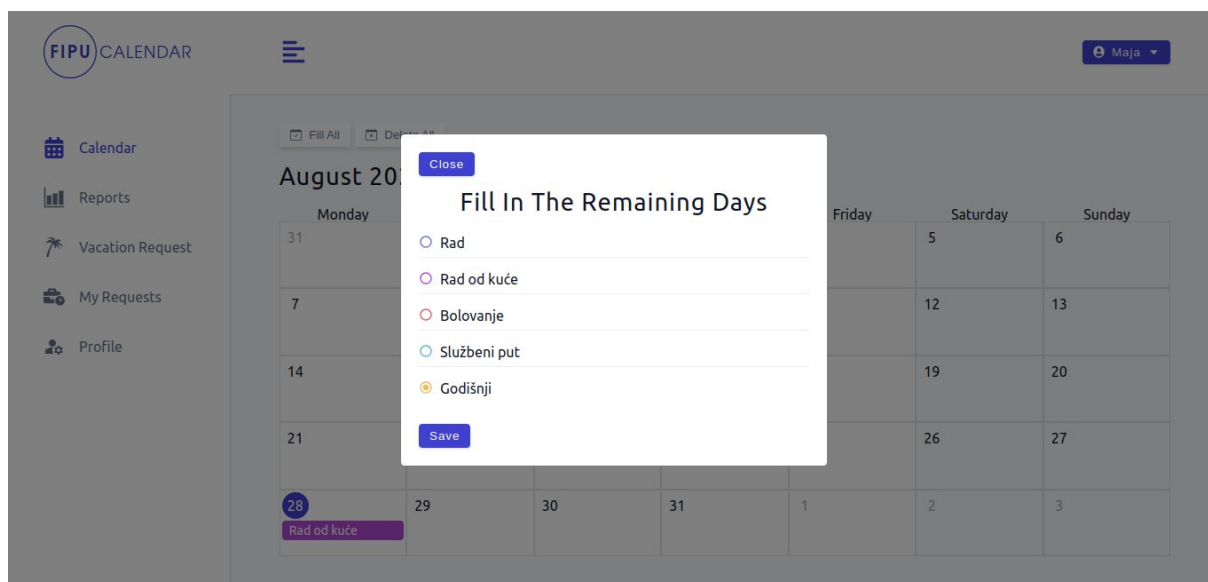 FIPU CALENDAR
Maja
Calendar
Reports
Vacation Request
My Requests
Profile
Fill All
August
Monday Friday Saturday Sunday
31 5 6
7 12 13
14 19 20
21 26 27
28 29 30 31 1 2 3
Rad od kuće
Close
Fill In The Remaining Days
Rad
Rad od kuće
Bolovanje
Službeni put
Godišnji
Save